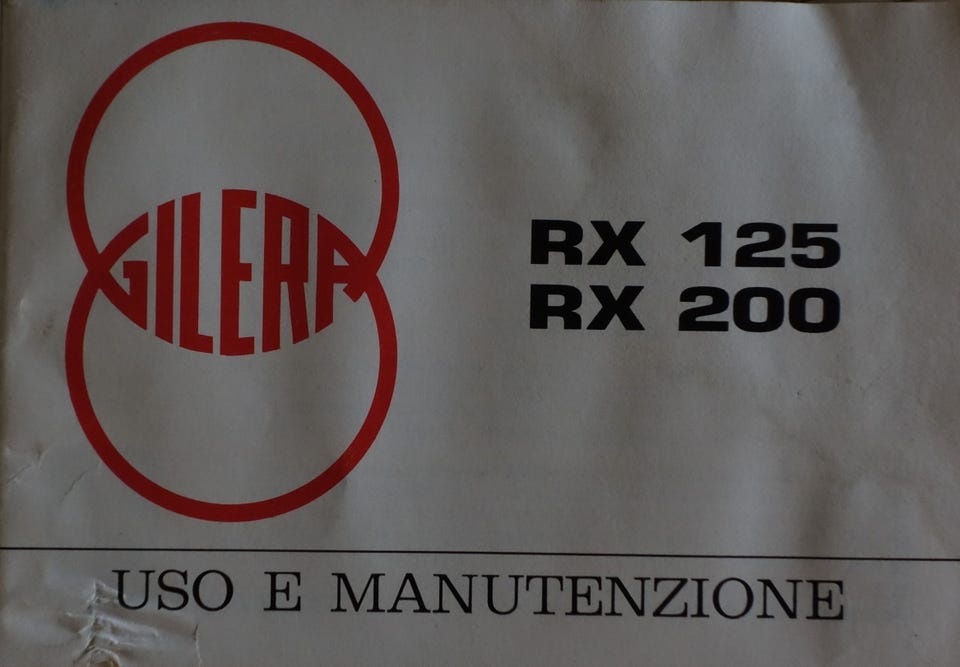 GILERA
RX 125
RX 200
USO E MANUTENZIONE